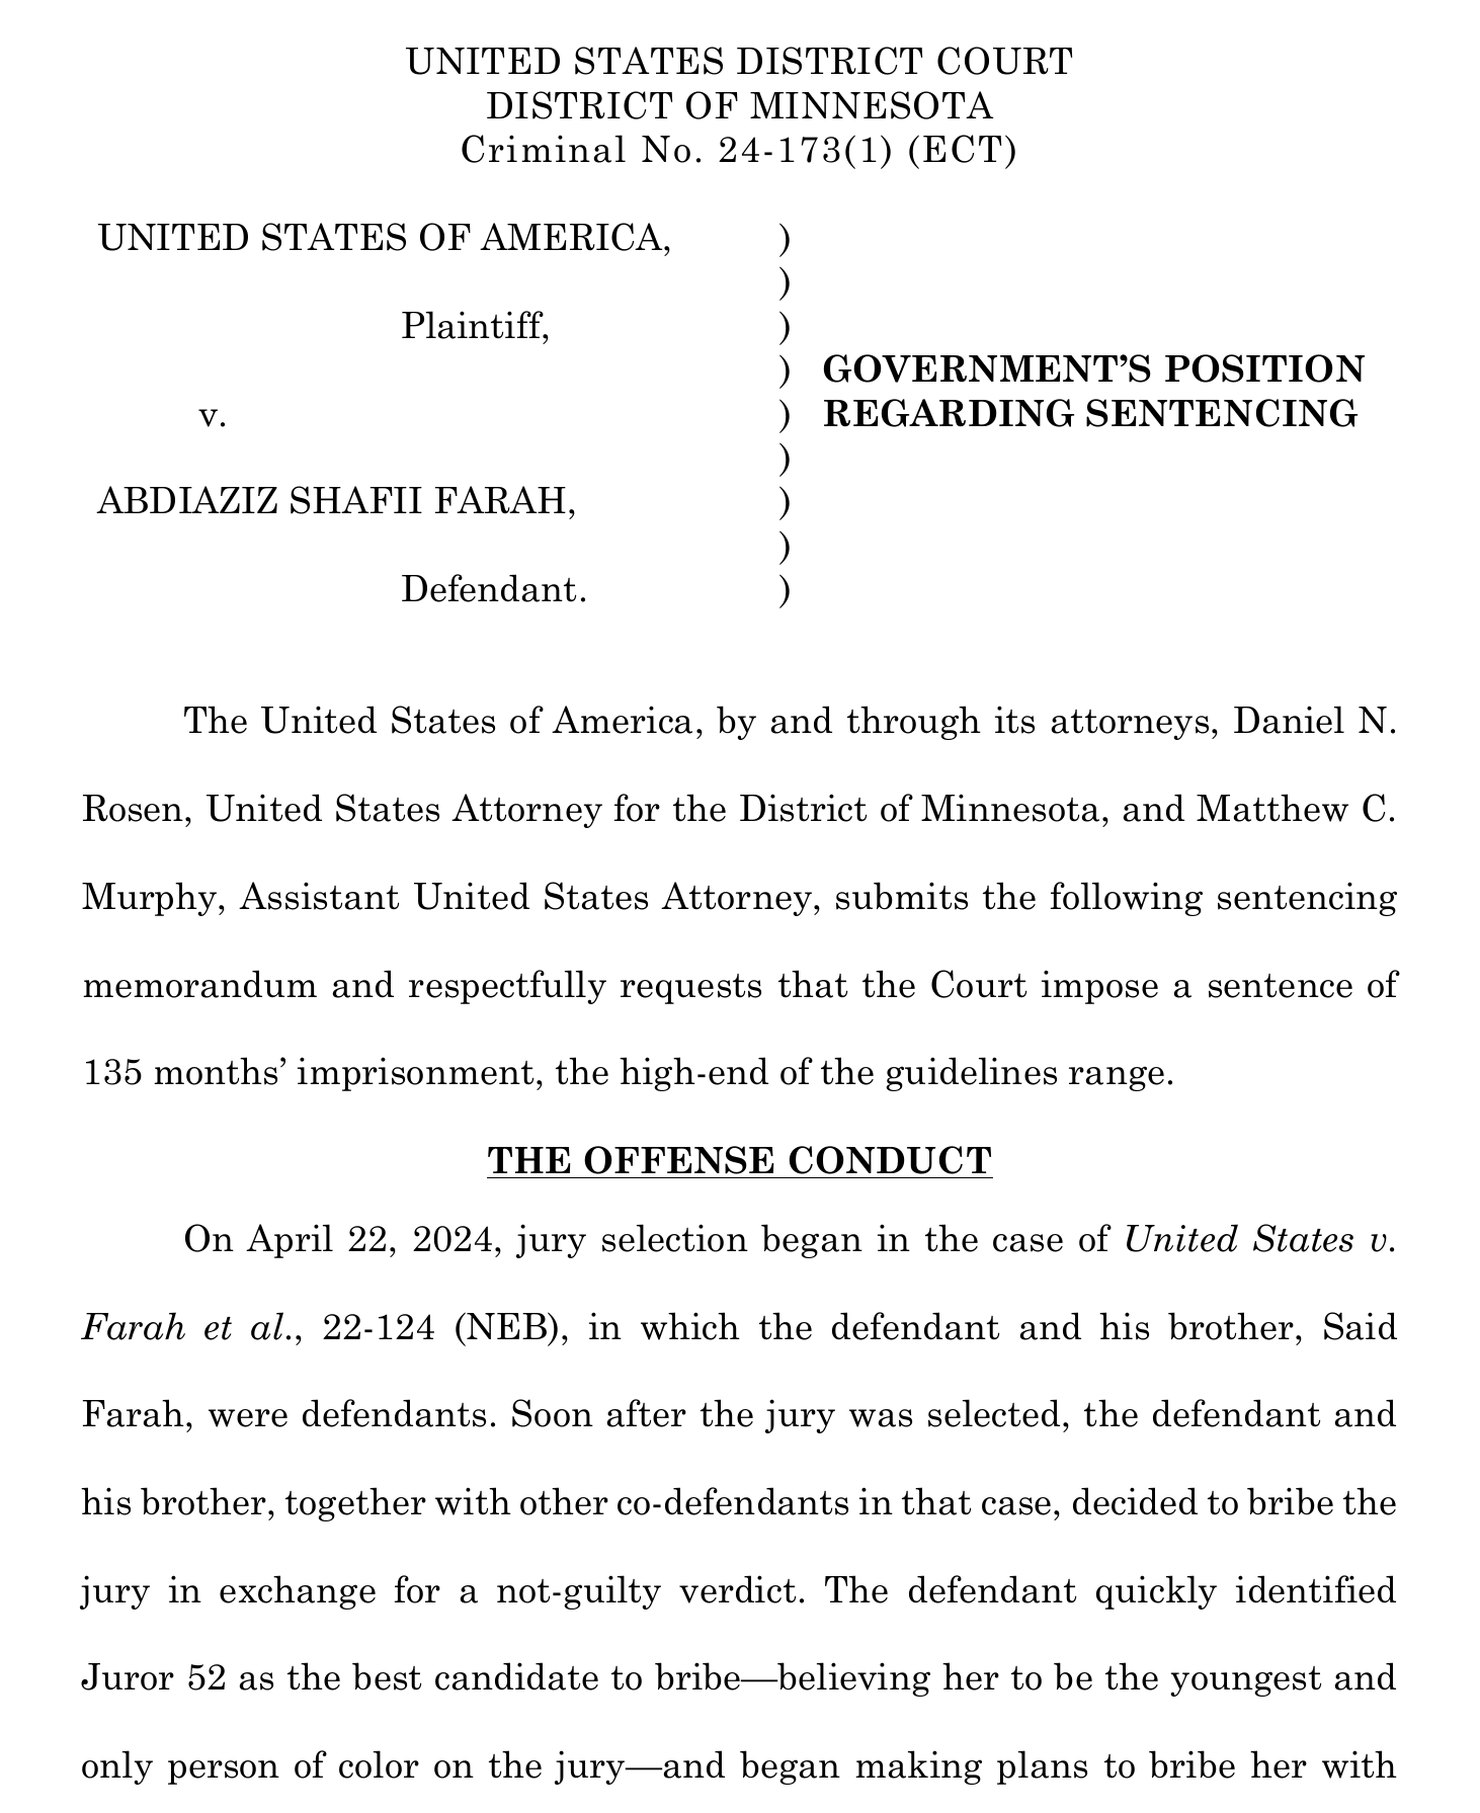 UNITED STATES DISTRICT COURT
DISTRICT OF MINNESOTA
Criminal No. 24-173(1) (ECT)
UNITED STATES OF AMERICA, )
)
Plaintiff, )
) GOVERNMENT’S POSITION
v. ) REGARDING SENTENCING
)
ABDIAZIZ SHAFII FARAH, )
)
Defendant. )
The United States of America, by and through its attorneys, Daniel N.
Rosen, United States Attorney for the District of Minnesota, and Matthew C.
Murphy, Assistant United States Attorney, submits the following sentencing
memorandum and respectfully requests that the Court impose a sentence of
135 months’ imprisonment, the high-end of the guidelines range.
THE OFFENSE CONDUCT
On April 22, 2024, jury selection began in the case of United States v.
Farah et al., 22-124 (NEB), in which the defendant and his brother, Said
Farah, were defendants. Soon after the jury was selected, the defendant and
his brother, together with other co-defendants in that case, decided to bribe the
jury in exchange for a not-guilty verdict. The defendant quickly identified
Juror 52 as the best candidate to bribe—believing her to be the youngest and
only person of color on the jury—and began making plans to bribe her with